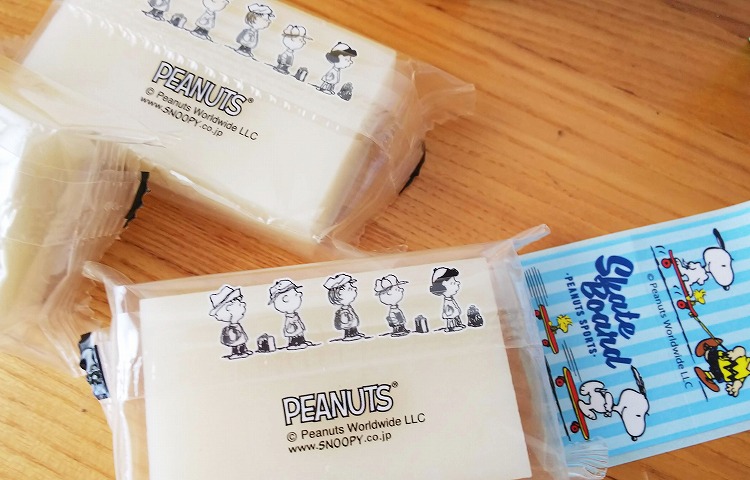 PEANUTS®
© Peanuts Worldwide LLC
www.SNOOPY.co.jp
PEANUTS®
© Peanuts Worldwide LLC
www.SNOOPY.co.jp
Skate
Board
·PEANUTS SPORTS·
© Peanuts Worldwide LLC